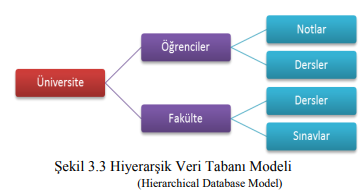 Üniversite
Öğrenciler
Notlar
Dersler
Fakülte
Dersler
Sınavlar
Şekil 3.3 Hiyerarşik Veri Tabanı Modeli
(Hierarchical Database Model)